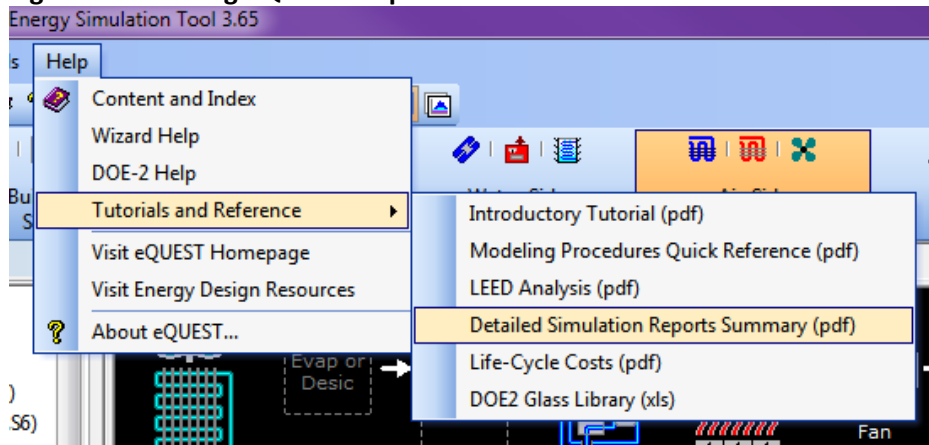 Energy Simulation Tool 3.65
s Help
Content and Index
Wizard Help
DOE-2 Help
Tutorials and Reference
Visit eQUEST Homepage
Visit Energy Design Resources
About eQUEST...
Bu
S
Introductory Tutorial (pdf)
Modeling Procedures Quick Reference (pdf)
LEED Analysis (pdf)
Detailed Simulation Reports Summary (pdf)
Life-Cycle Costs (pdf)
DOE2 Glass Library (xls)
Evap or
Desic
)
S6)
Fan